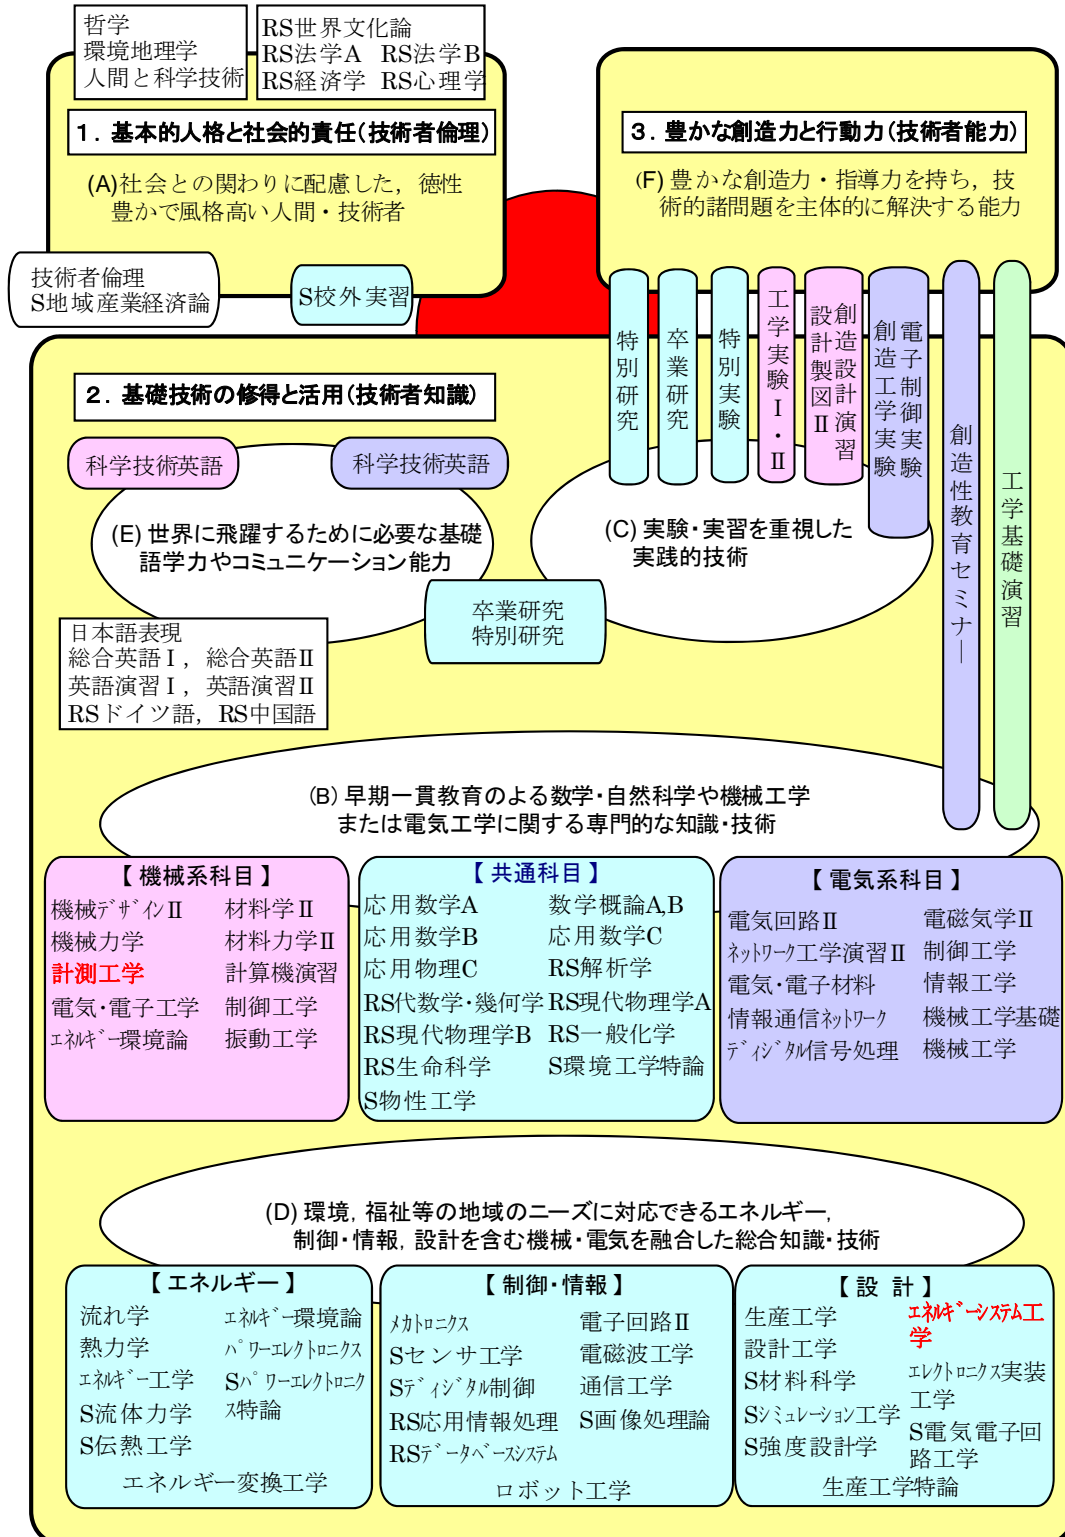 哲学
環境地理学
人間と科学技術
RS世界文化論
RS法学A RS法学B
RS経済学 RS心理学
1．基本的人格と社会的責任(技術者倫理)
(A)社会との関わりに配慮した，徳性
豊かで風格高い人間・技術者
技術者倫理
S地域産業経済論
S校外実習
3．豊かな創造力と行動力(技術者能力)
(F) 豊かな創造力・指導力を持ち，技
術的諸問題を主体的に解決する能力
特別研究
卒業研究
特別実験
工学実験Ⅰ・Ⅱ
創造設計演習
設計製図Ⅱ
電子制御実験
創造工学実験
創造性教育セミナー
工学基礎演習
2．基礎技術の修得と活用(技術者知識)
科学技術英語
科学技術英語
(E) 世界に飛躍するために必要な基礎
語学力やコミュニケーション能力
(C) 実験・実習を重視した
実践的技術
卒業研究
特別研究
日本語表現
総合英語Ⅰ，総合英語Ⅱ
英語演習Ⅰ，英語演習Ⅱ
RSドイツ語，RS中国語
(B) 早期一貫教育のよる数学・自然科学や機械工学
または電気工学に関する専門的な知識・技術
【 機械系科目 】
機械ﾃﾞｻﾞｲﾝⅡ 材料学Ⅱ
機械力学 材料力学Ⅱ
計測工学 計算機演習
電気・電子工学 制御工学
ｴﾈﾙｷﾞｰ環境論 振動工学
【 共通科目 】
応用数学A 数学概論A,B
応用数学B 応用数学C
応用物理C RS解析学
RS代数学・幾何学 RS現代物理学A
RS現代物理学B RS一般化学
RS生命科学 S環境工学特論
S物性工学
【 電気系科目 】
電気回路Ⅱ 電磁気学Ⅱ
ﾈｯﾄﾜｰｸ工学演習Ⅱ 制御工学
電気・電子材料 情報工学
情報通信ﾈｯﾄﾜｰｸ 機械工学基礎
ﾃﾞｨｼﾞﾀﾙ信号処理 機械工学
(D) 環境，福祉等の地域のニーズに対応できるエネルギー，
制御・情報，設計を含む機械・電気を融合した総合知識・技術
【 エネルギー 】
流れ学 ｴﾈﾙｷﾞｰ環境論
熱力学 ﾊﾟﾜｰｴﾚｸﾄﾛﾆｸｽ
ｴﾈﾙｷﾞｰ工学 Sﾊﾟﾜｰｴﾚｸﾄﾛﾆｸ
S流体力学 ｽ特論
S伝熱工学
エネルギー変換工学
【 制御・情報 】
ﾒｶﾄﾛﾆｸｽ 電子回路Ⅱ
Sセンサ工学 電磁波工学
Sﾃﾞｨｼﾞﾀﾙ制御 通信工学
RS応用情報処理 S画像処理論
RSﾃﾞｰﾀﾍﾞｰｽｼｽﾃﾑ
ロボット工学
【 設 計 】
生産工学
設計工学
S材料科学
Sｼﾐｭﾚｰｼｮﾝ工学
S強度設計学
ｴﾈﾙｷﾞｰｼｽﾃﾑ工
学
ｴﾚｸﾄﾛﾆｸｽ実装
工学
S電気電子回
路工学
生産工学特論